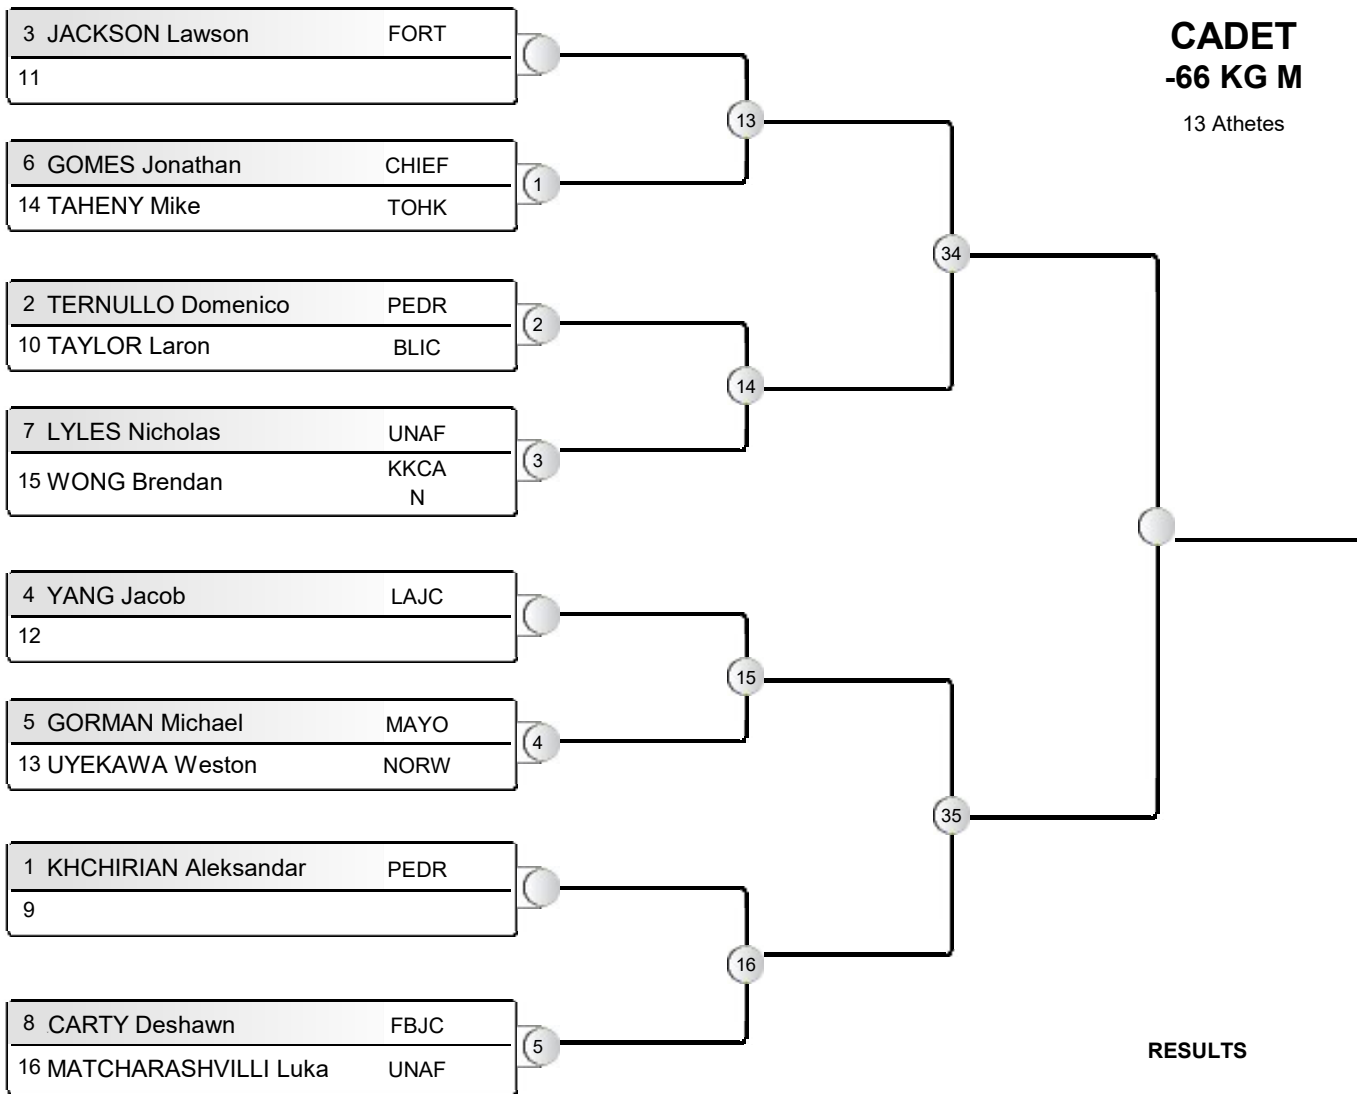 3 JACKSON Lawson FORT
11
6 GOMES Jonathan CHIEF
14 TAHENY Mike TOHK
2 TERNULLO Domenico PEDR
10 TAYLOR Laron BLIC
7 LYLES Nicholas UNAF
15 WONG Brendan KKCA
N
4 YANG Jacob LAJC
12
5 GORMAN Michael MAYO
13 UYEKAWA Weston NORW
1 KHCHIRIAN Aleksandar PEDR
9
8 CARTY Deshawn FBJC
16 MATCHARASHVILLI Luka UNAF
1
2
3
4
5
13
14
15
16
34
35
CADET
-66 KG M
13 Athetes
RESULTS